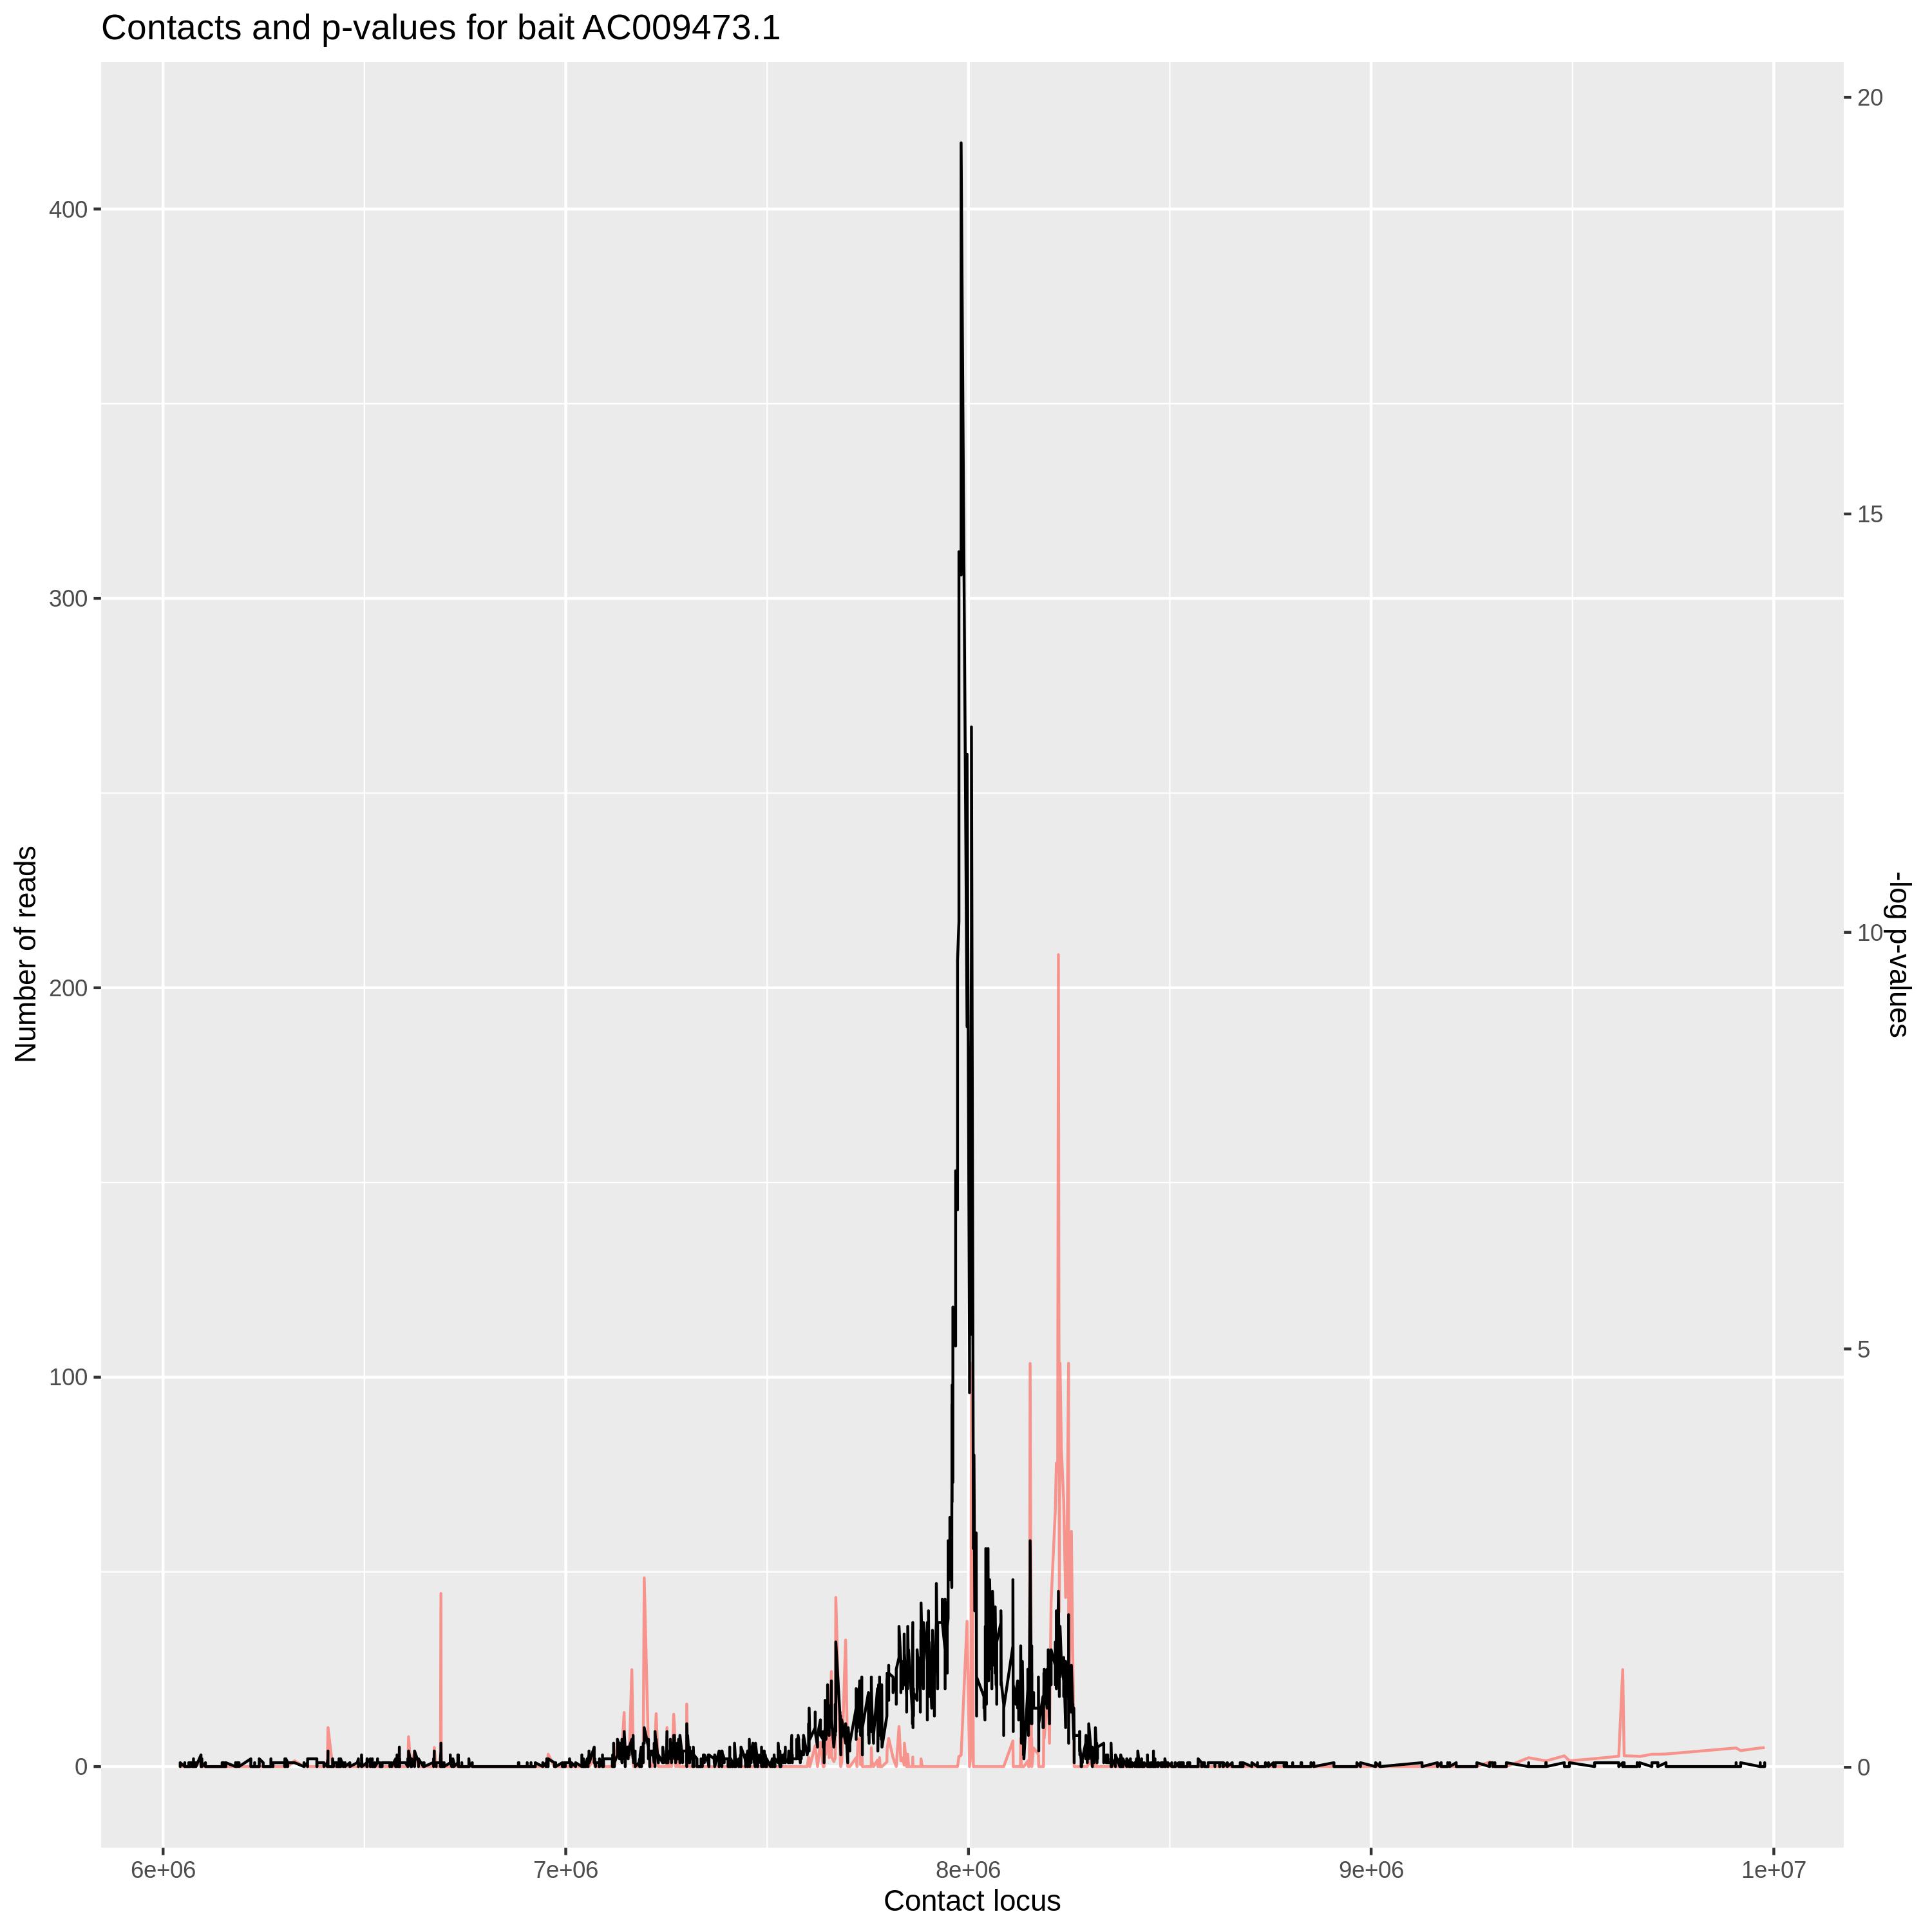 Contacts and p-values for bait AC009473.1
20
400
15
300
Number of reads
-log p-values
10
200
5
100
0
0
6e+06
7e+06
8e+06
9e+06
1e+07
Contact locus